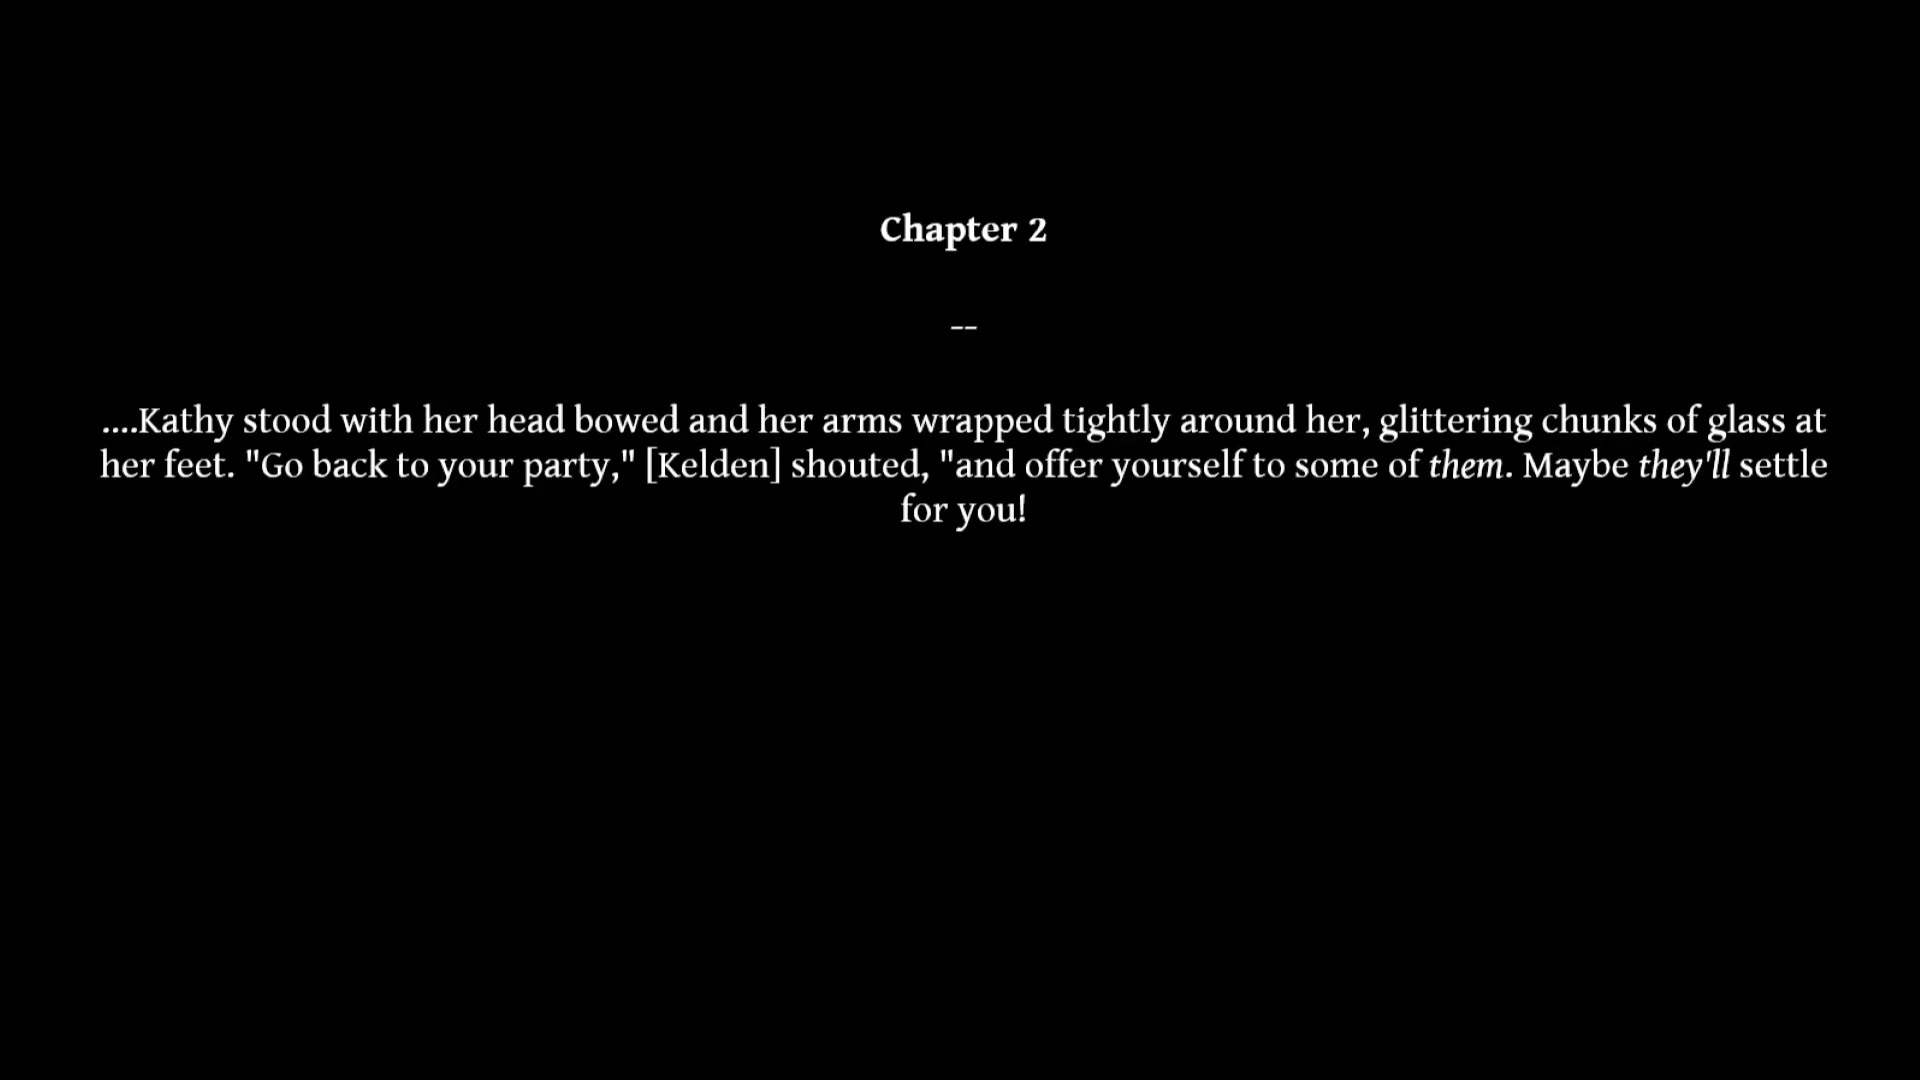 Chapter 2
--
....Kathy stood with her head bowed and her arms wrapped tightly around her, glittering chunks of glass at
her feet. "Go back to your party," [Kelden] shouted, "and offer yourself to some of them. Maybe they'll settle
for you!